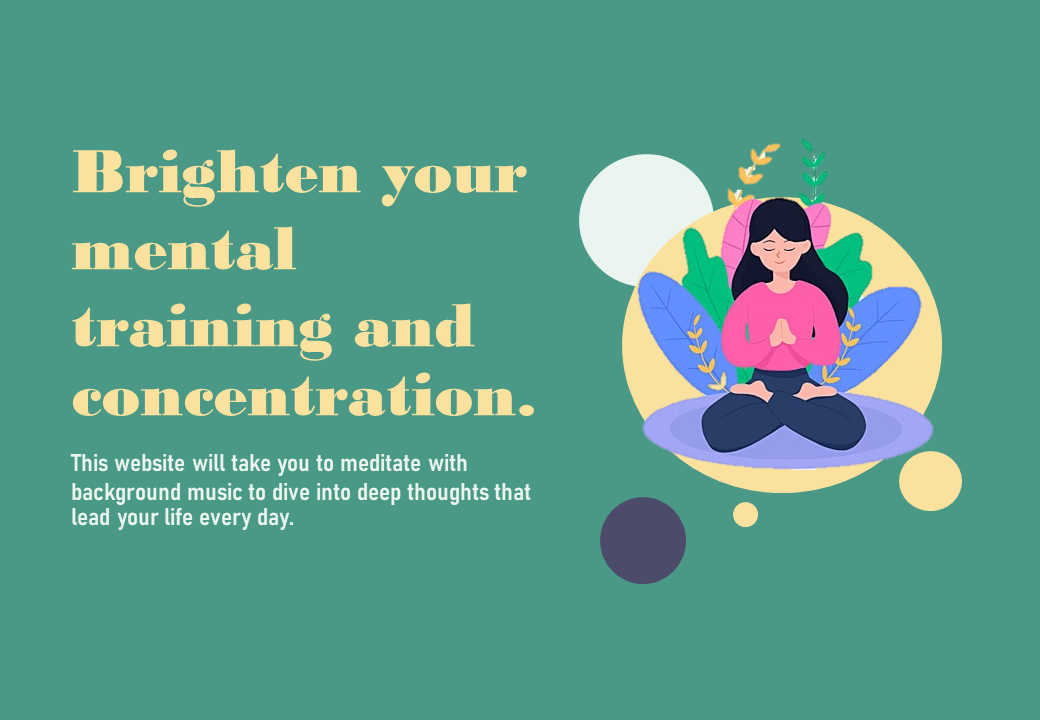 Brighten your
mental
training and
concentration.
This website will take you to meditate with
background music to dive into deep thoughts that
lead your life every day.